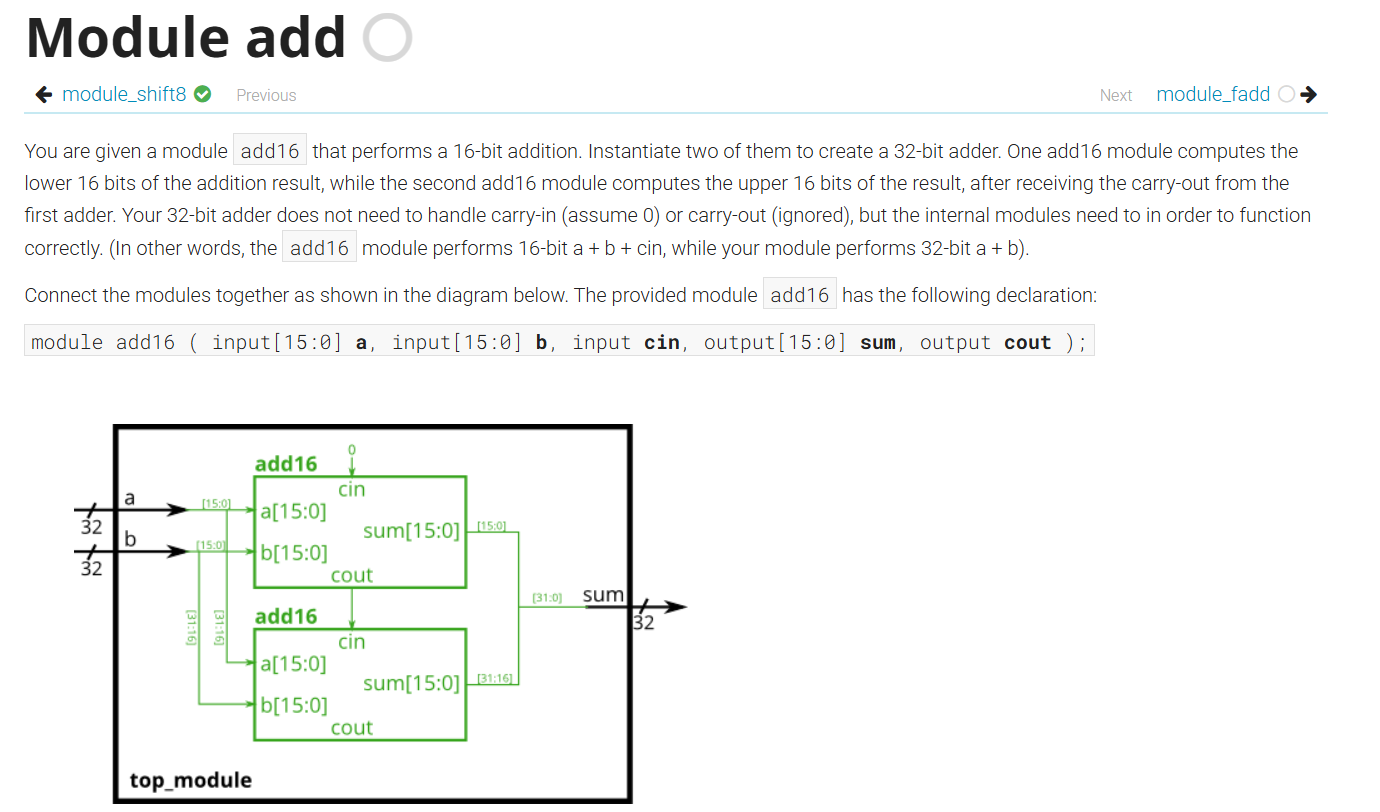 Module add
module_shift8 Previous
Next module_fadd
You are given a module add16 that performs a 16-bit addition. Instantiate two of them to create a 32-bit adder. One add16 module computes the
lower 16 bits of the addition result, while the second add16 module computes the upper 16 bits of the result, after receiving the carry-out from the
first adder. Your 32-bit adder does not need to handle carry-in (assume 0) or carry-out (ignored), but the internal modules need to in order to function
correctly. (In other words, the add16 module performs 16-bit a + b + cin, while your module performs 32-bit a + b).
Connect the modules together as shown in the diagram below. The provided module add16 has the following declaration:
module add16 ( input[15:0] a, input[15:0] b, input cin, output[15:0] sum, output cout );
0
add16
cin
a
[15:0]
a[15:0]
32
sum[15:0]
[15:0]
b
[15:0]
b[15:0]
32
cout
[31:16]
[31:16]
add16
cin
[31:0]
sum
32
a[15:0]
sum[15:0]
[31:16]
b[15:0]
cout
top_module